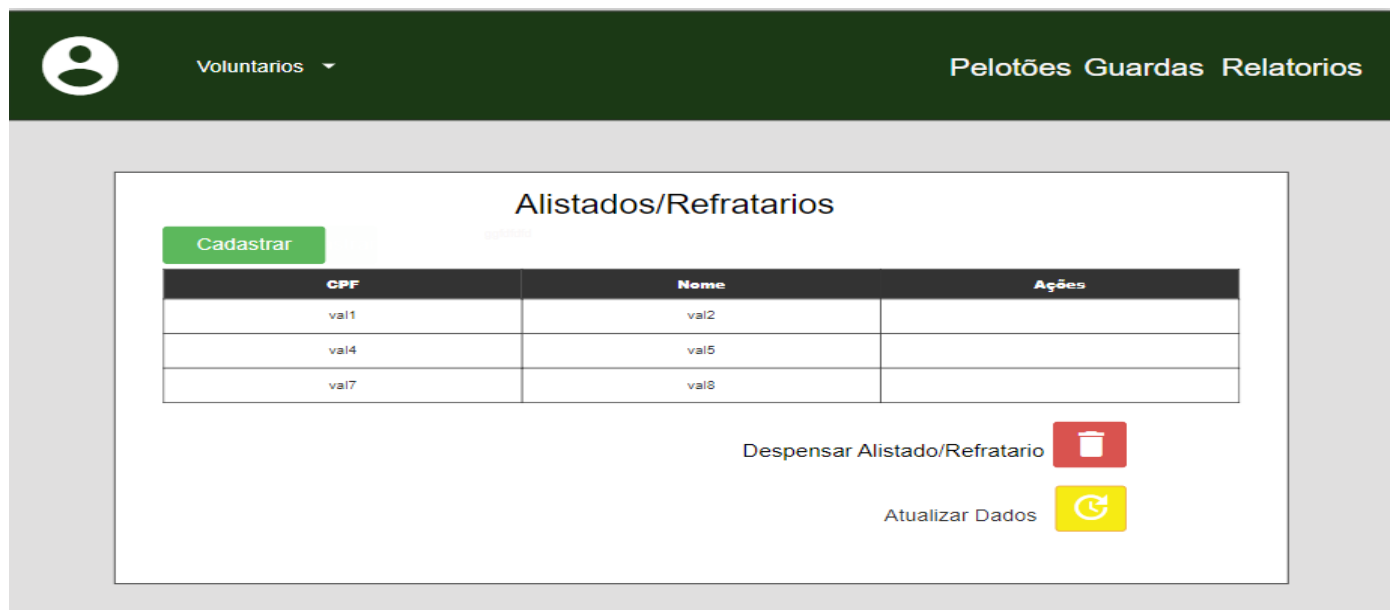 Voluntarios
Pelotões Guardas Relatorios
Alistados/Refratarios
Cadastrar
CPF Nome Ações
val1 val2
val4 val5
val7 val8
Despensar Alistado/Refratario
Atualizar Dados